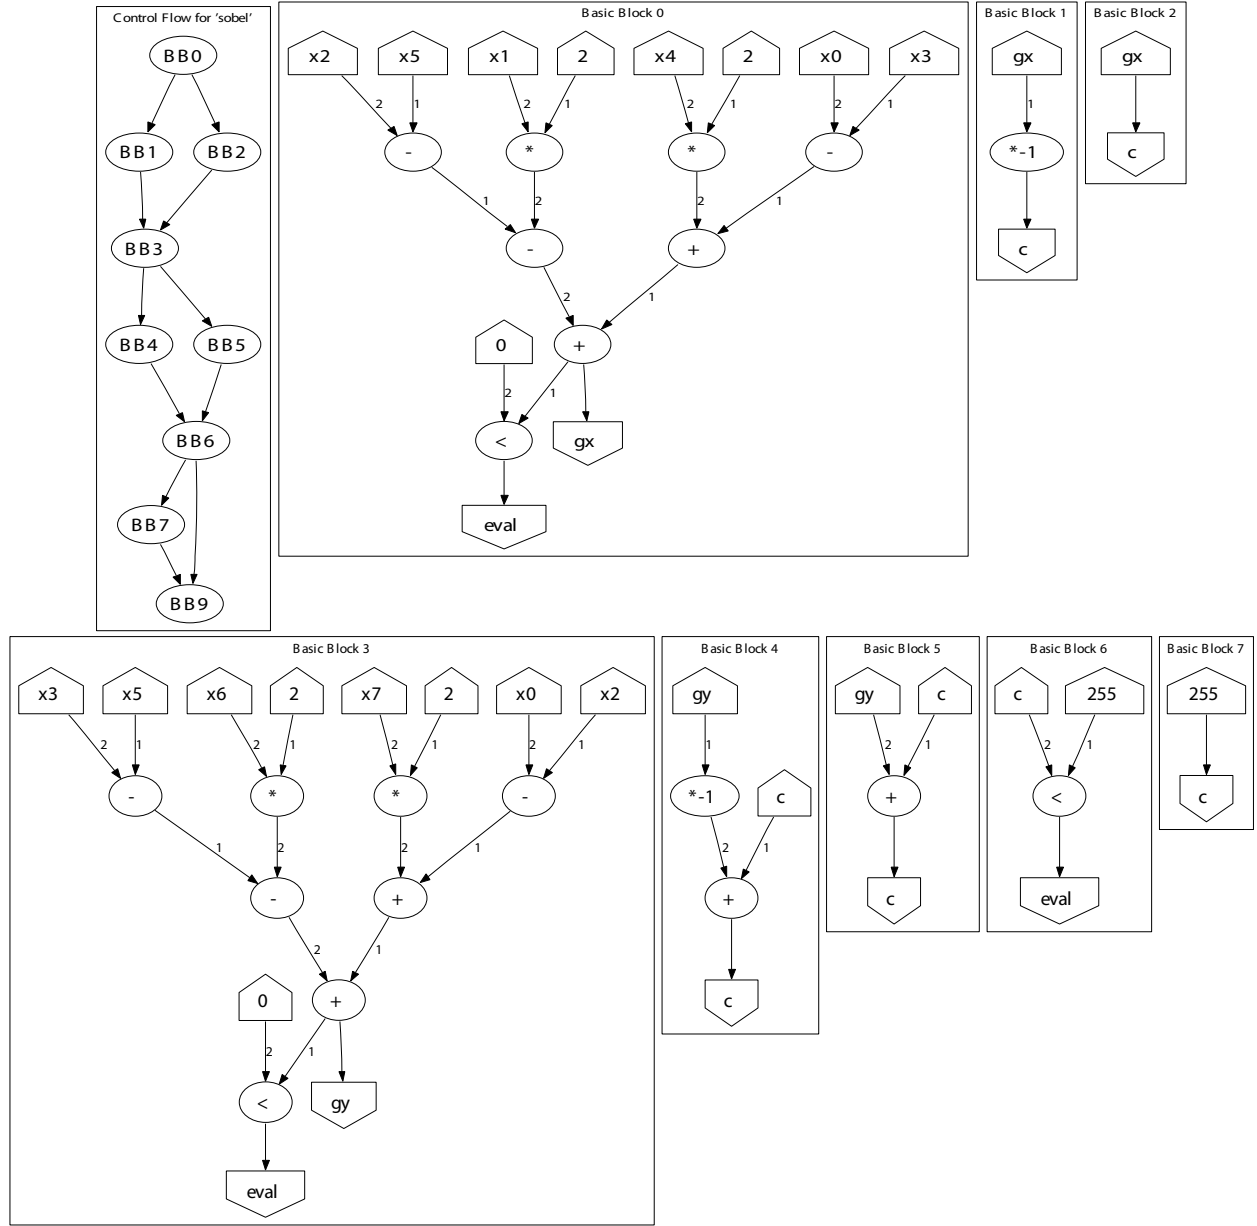 Control Flow for 'sobel'
BB0
BB1 BB2
BB3
BB4 BB5
BB6
BB7
BB9
Basic Block 0
x2 x5 x1 2 x4 2 x0 x3
2 1 2 1 2 1 2 1
- * * -
1 2 2 1
- +
2 1
0 +
2 1
< gx
eval
Basic Block 1
gx
1
*-1
c
Basic Block 2
gx
c
Basic Block 3
x3 x5 x6 2 x7 2 x0 x2
2 1 2 1 2 1 2 1
- * * -
1 2 2 1
- +
2 1
0 +
2 1
< gy
eval
Basic Block 4
gy
1
*-1 c
2 1
+
c
Basic Block 5
gy c
2 1
+
c
Basic Block 6
c 255
2 1
<
eval
Basic Block 7
255
c